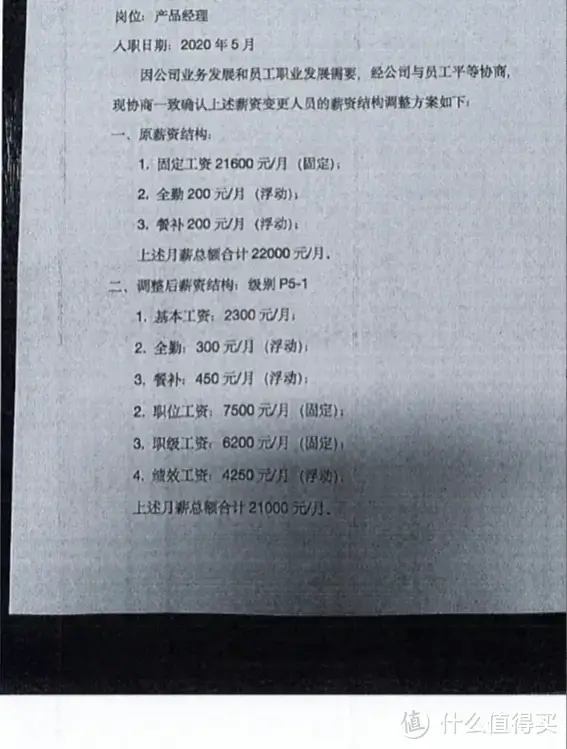 岗位：产品经理
入职日期：2020 年 5 月
因公司业务发展和员工职业发展需要，经公司与员工平等协商，
现协商一致确认上述薪资变更人员的薪资结构调整方案如下：
一、原薪资结构：
1. 固定工资 21600 元/月（固定）；
2. 全勤 200 元/月（浮动）；
3. 餐补 200 元/月（浮动）；
上述月薪总额合计 22000 元/月。
二、调整后薪资结构：级别 P5-1
1. 基本工资：2300 元/月；
2. 全勤：300 元/月（浮动）；
3. 餐补：450 元/月（浮动）；
2. 职位工资：7500 元/月（固定）；
3. 职级工资：6200 元/月（固定）；
4. 绩效工资：4250 元/月（浮动）；
上述月薪总额合计 21000 元/月。
值 什么值得买